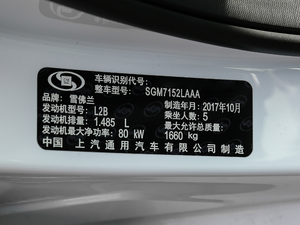 车辆识别代号:
整车型号: SGM7152LAAA
品牌: 雪佛兰 制造年月: 2017年10月
发动机型号: L2B 乘坐人数: 5
发动机排量: 1.485 L 最大允许总质量:
发动机最大净功率: 80 kW 1660 kg
中国 上汽通用汽车有限公司制造